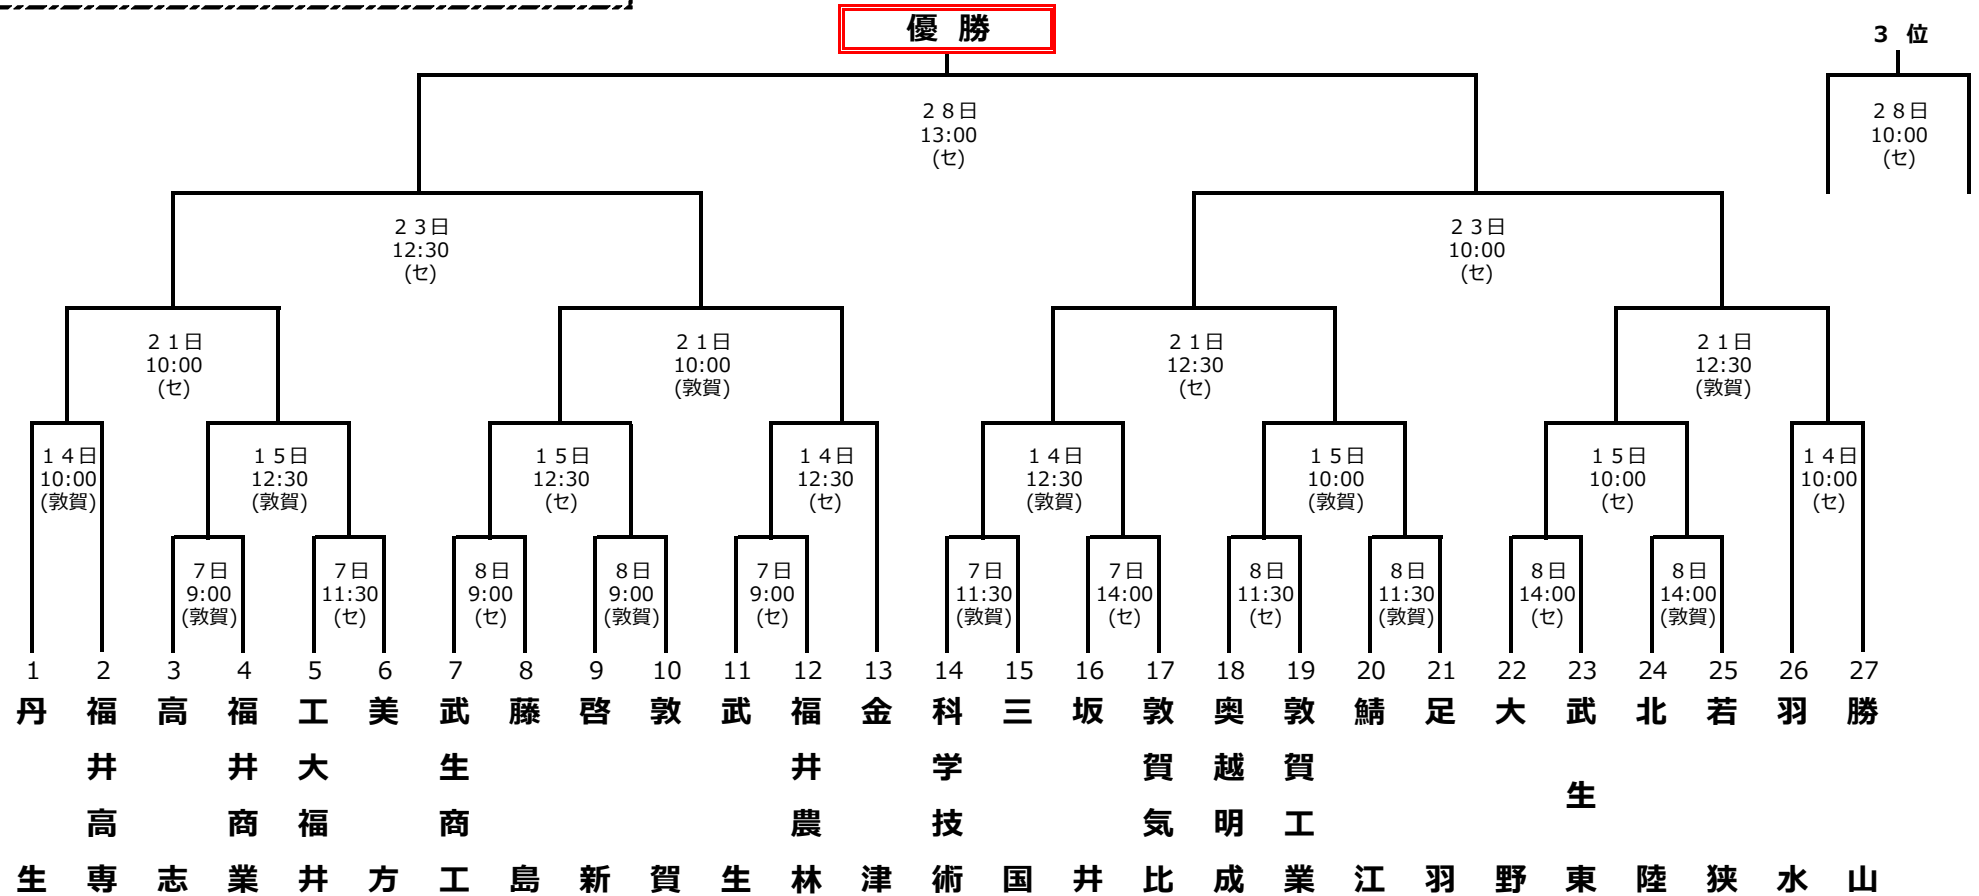 優 勝
３ 位
２８日
13:00
(セ)
２８日
10:00
(セ)
２３日
12:30
(セ)
２３日
10:00
(セ)
２１日
10:00
(セ)
２１日
10:00
(敦賀)
２１日
12:30
(セ)
２１日
12:30
(敦賀)
１４日
10:00
(敦賀)
１５日
12:30
(敦賀)
１５日
12:30
(セ)
１４日
12:30
(セ)
１４日
12:30
(敦賀)
１５日
10:00
(敦賀)
１５日
10:00
(セ)
１４日
10:00
(セ)
７日
9:00
(敦賀)
７日
11:30
(セ)
８日
9:00
(セ)
８日
9:00
(敦賀)
７日
9:00
(セ)
７日
11:30
(敦賀)
７日
14:00
(セ)
８日
11:30
(セ)
８日
11:30
(敦賀)
８日
14:00
(セ)
８日
14:00
(敦賀)
1
丹生
2
福井高専
3
高志
4
福井商業
5
工大福井
6
美方
7
武生商工
8
藤島
9
啓新
10
敦賀
11
武生
12
福井農林
13
金津
14
科学技術
15
三国
16
坂井
17
敦賀気比
18
奥越明成
19
敦賀工業
20
鯖江
21
足羽
22
大野
23
武生東
24
北陸
25
若狭
26
羽水
27
勝山